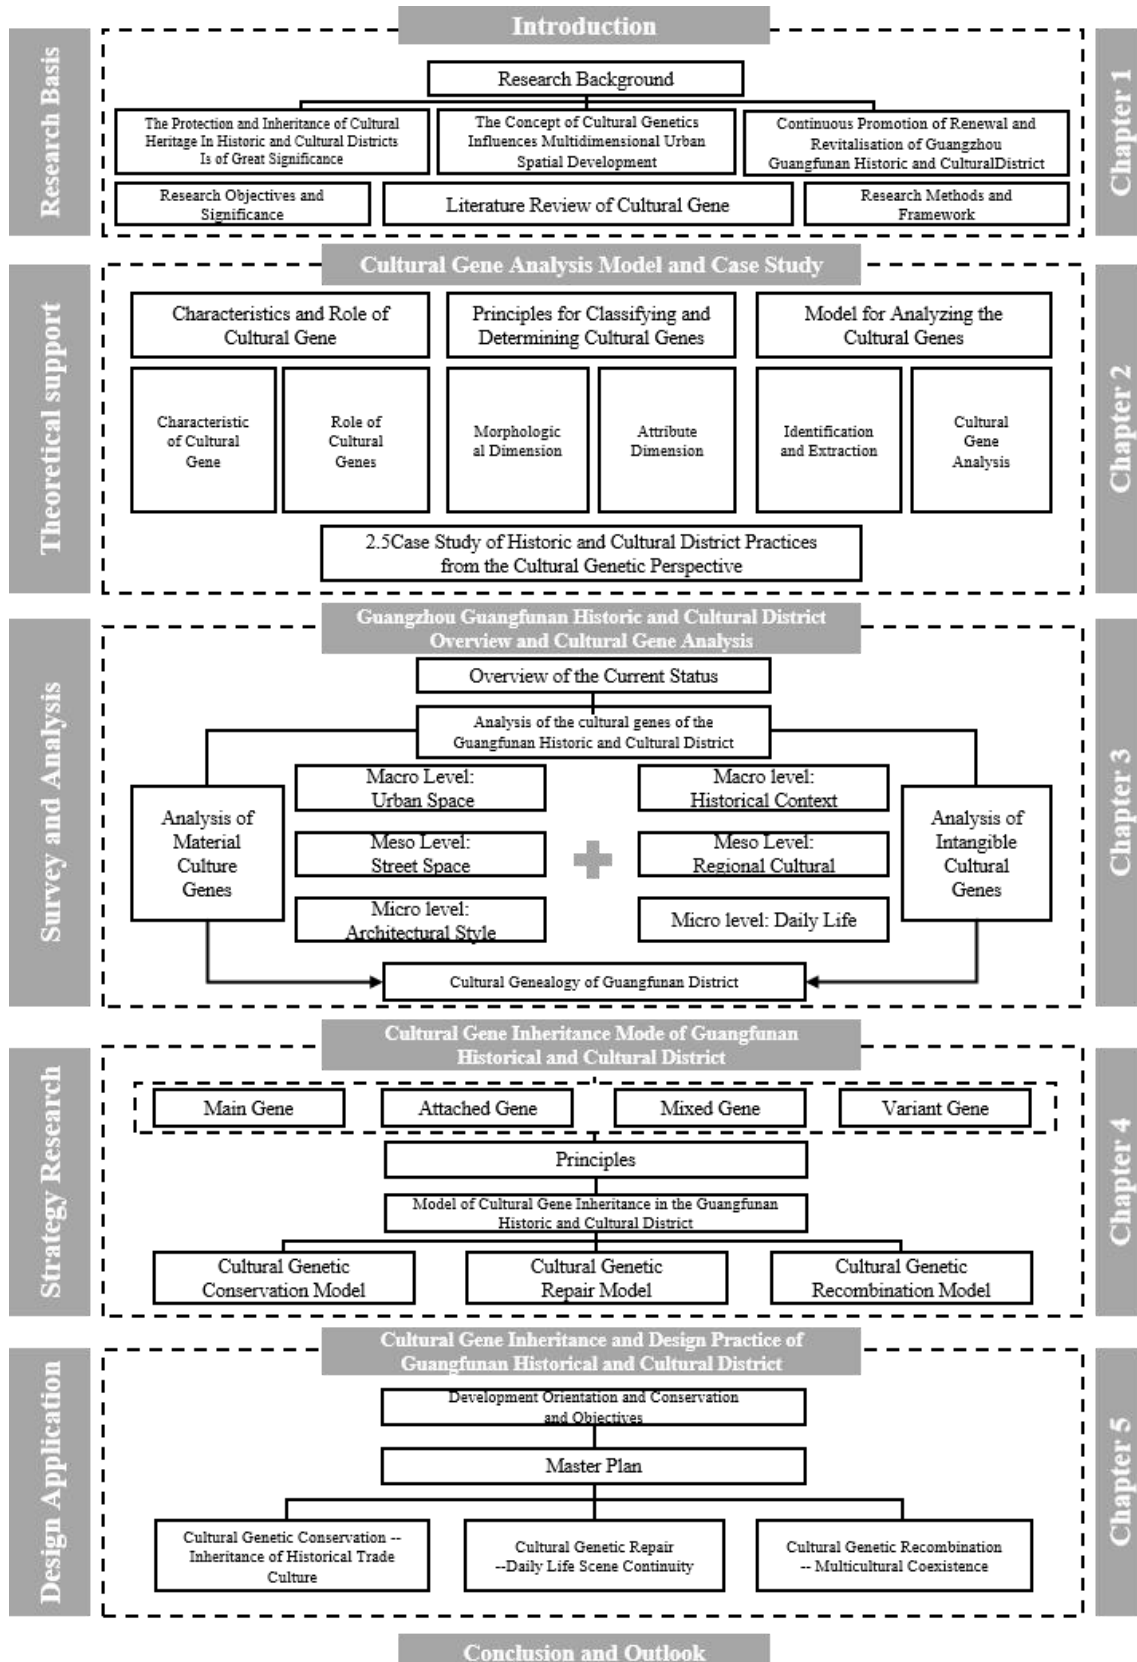 Introduction
Research Basis
Chapter 1
Research Background
The Protection and Inheritance of Cultural
Heritage In Historic and Cultural Districts
Is of Great Significance
The Concept of Cultural Genetics
Influences Multidimensional Urban
Spatial Development
Continuous Promotion of Renewal and
Revitalisation of Guangzhou
Guangfunan Historic and CulturalDistrict
Research Objectives and
Significance
Literature Review of Cultural Gene
Research Methods and
Framework
Cultural Gene Analysis Model and Case Study
Theoretical support
Chapter 2
Characteristics and Role of
Cultural Gene
Principles for Classifying and
Determining Cultural Genes
Model for Analyzing the
Cultural Genes
Characteristic
of Cultural
Gene
Role of
Cultural
Genes
Morphologic
al Dimension
Attribute
Dimension
Identification
and Extraction
Cultural
Gene
Analysis
2.5Case Study of Historic and Cultural District Practices
from the Cultural Genetic Perspective
Guangzhou Guangfunan Historic and Cultural District
Overview and Cultural Gene Analysis
Survey and Analysis
Chapter 3
Overview of the Current Status
Analysis of the cultural genes of the
Guangfunan Historic and Cultural District
Analysis of
Material
Culture
Genes
Macro Level:
Urban Space
Meso Level:
Street Space
Micro level:
Architectural Style
Macro level:
Historical Context
Meso Level:
Regional Cultural
Micro level: Daily Life
Analysis of
Intangible
Cultural
Genes
Cultural Genealogy of Guangfunan District
Cultural Gene Inheritance Mode of Guangfunan
Historical and Cultural District
Strategy Research
Chapter 4
Main Gene
Attached Gene
Mixed Gene
Variant Gene
Principles
Model of Cultural Gene Inheritance in the Guangfunan
Historic and Cultural District
Cultural Genetic
Conservation Model
Cultural Genetic
Repair Model
Cultural Genetic
Recombination Model
Cultural Gene Inheritance and Design Practice of
Guangfunan Historical and Cultural District
Design Application
Chapter 5
Development Orientation and Conservation
and Objectives
Master Plan
Cultural Genetic Conservation --
Inheritance of Historical Trade
Culture
Cultural Genetic Repair
--Daily Life Scene Continuity
Cultural Genetic Recombination
-- Multicultural Coexistence
Conclusion and Outlook